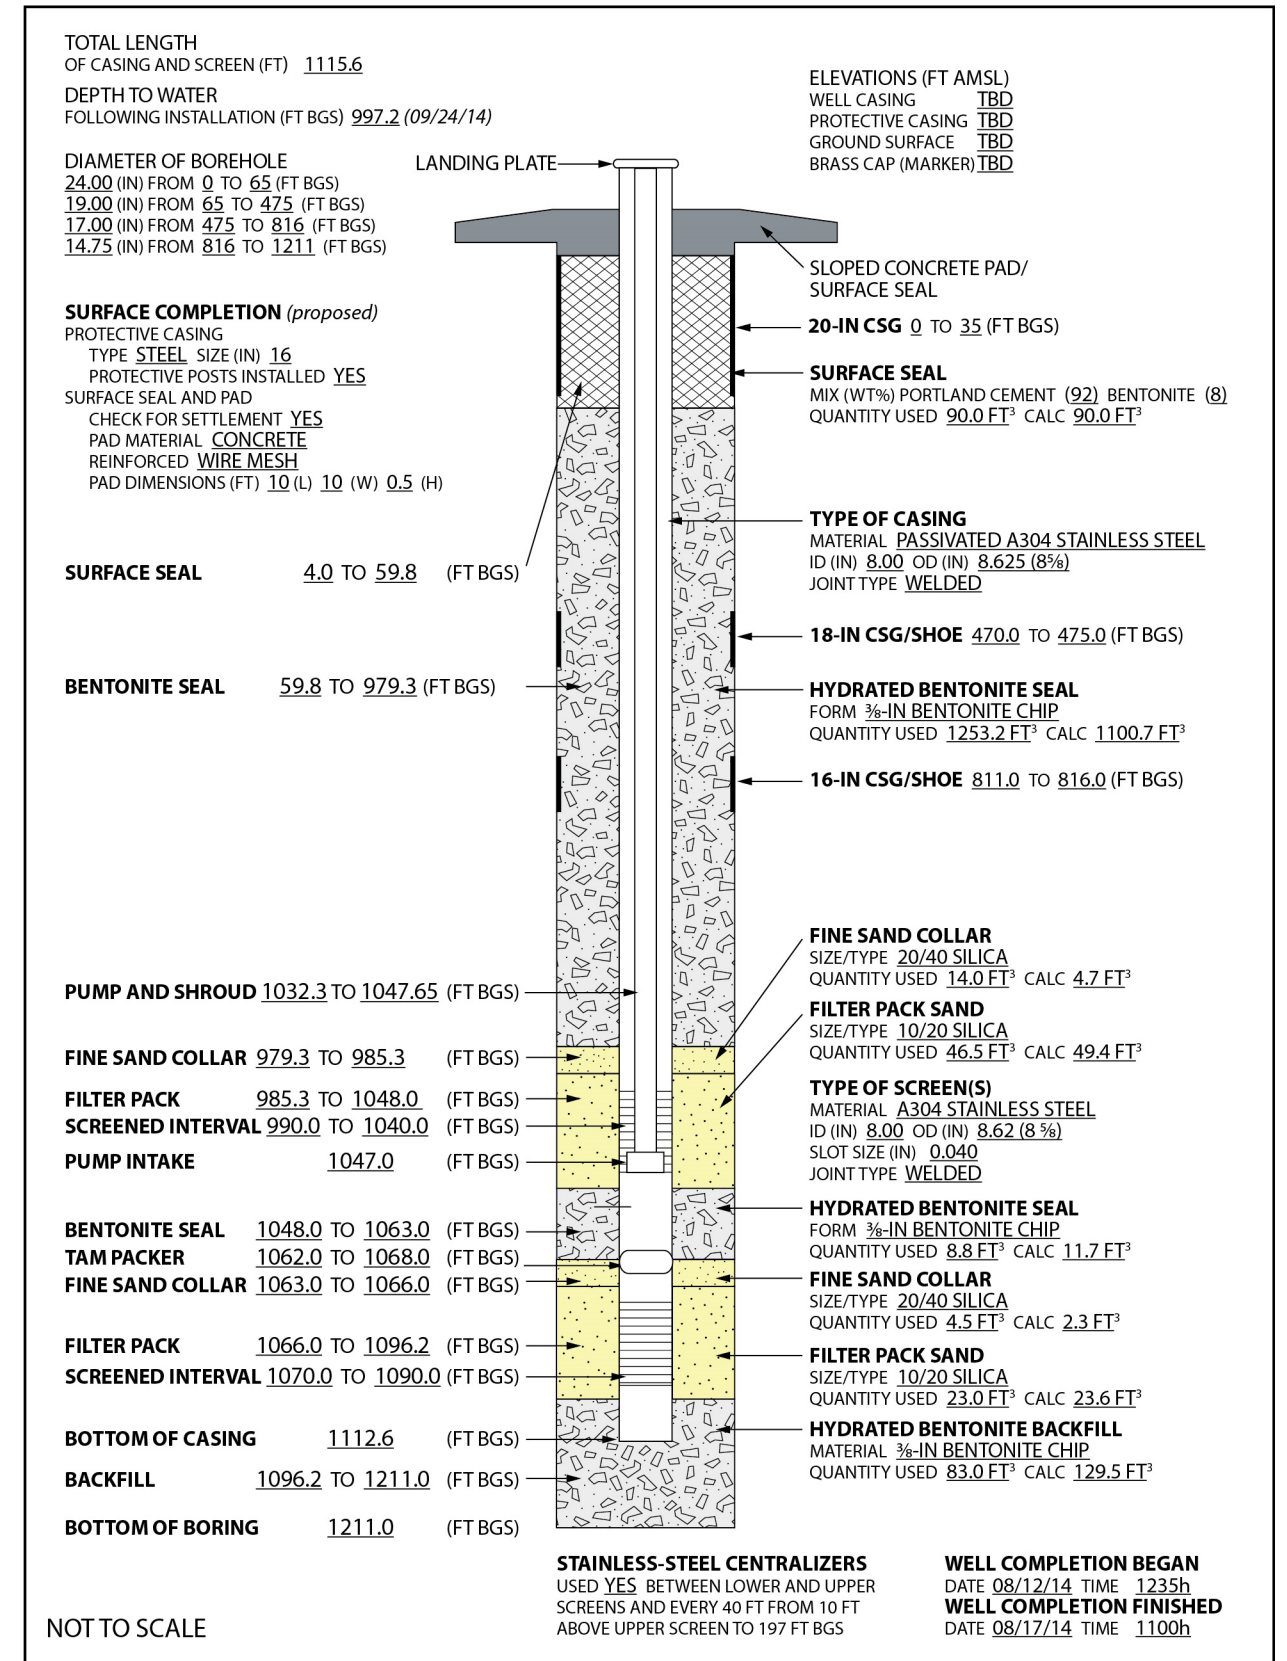 TOTAL LENGTH
OF CASING AND SCREEN (FT) 1115.6
DEPTH TO WATER
FOLLOWING INSTALLATION (FT BGS) 997.2 (09/24/14)
DIAMETER OF BOREHOLE
24.00 (IN) FROM 0 TO 65 (FT BGS)
19.00 (IN) FROM 65 TO 475 (FT BGS)
17.00 (IN) FROM 475 TO 816 (FT BGS)
14.75 (IN) FROM 816 TO 1211 (FT BGS)
SURFACE COMPLETION (proposed)
PROTECTIVE CASING
TYPE STEEL SIZE (IN) 16
PROTECTIVE POSTS INSTALLED YES
SURFACE SEAL AND PAD
CHECK FOR SETTLEMENT YES
PAD MATERIAL CONCRETE
REINFORCED WIRE MESH
PAD DIMENSIONS (FT) 10 (L) 10 (W) 0.5 (H)
SURFACE SEAL 4.0 TO 59.8 (FT BGS)
BENTONITE SEAL 59.8 TO 979.3 (FT BGS)
PUMP AND SHROUD 1032.3 TO 1047.65 (FT BGS)
FINE SAND COLLAR 979.3 TO 985.3 (FT BGS)
FILTER PACK 985.3 TO 1048.0 (FT BGS)
SCREENED INTERVAL 990.0 TO 1040.0 (FT BGS)
PUMP INTAKE 1047.0 (FT BGS)
BENTONITE SEAL 1048.0 TO 1063.0 (FT BGS)
TAM PACKER 1062.0 TO 1068.0 (FT BGS)
FINE SAND COLLAR 1063.0 TO 1066.0 (FT BGS)
FILTER PACK 1066.0 TO 1096.2 (FT BGS)
SCREENED INTERVAL 1070.0 TO 1090.0 (FT BGS)
BOTTOM OF CASING 1112.6 (FT BGS)
BACKFILL 1096.2 TO 1211.0 (FT BGS)
BOTTOM OF BORING 1211.0 (FT BGS)
NOT TO SCALE
LANDING PLATE
ELEVATIONS (FT AMSL)
WELL CASING TBD
PROTECTIVE CASING TBD
GROUND SURFACE TBD
BRASS CAP (MARKER) TBD
SLOPED CONCRETE PAD/
SURFACE SEAL
20-IN CSG 0 TO 35 (FT BGS)
SURFACE SEAL
MIX (WT%) PORTLAND CEMENT (92) BENTONITE (8)
QUANTITY USED 90.0 FT³ CALC 90.0 FT³
TYPE OF CASING
MATERIAL PASSIVATED A304 STAINLESS STEEL
ID (IN) 8.00 OD (IN) 8.625 (8⅝)
JOINT TYPE WELDED
18-IN CSG/SHOE 470.0 TO 475.0 (FT BGS)
HYDRATED BENTONITE SEAL
FORM ⅜-IN BENTONITE CHIP
QUANTITY USED 1253.2 FT³ CALC 1100.7 FT³
16-IN CSG/SHOE 811.0 TO 816.0 (FT BGS)
FINE SAND COLLAR
SIZE/TYPE 20/40 SILICA
QUANTITY USED 14.0 FT³ CALC 4.7 FT³
FILTER PACK SAND
SIZE/TYPE 10/20 SILICA
QUANTITY USED 46.5 FT³ CALC 49.4 FT³
TYPE OF SCREEN(S)
MATERIAL A304 STAINLESS STEEL
ID (IN) 8.00 OD (IN) 8.62 (8 ⅝)
SLOT SIZE (IN) 0.040
JOINT TYPE WELDED
HYDRATED BENTONITE SEAL
FORM ⅜-IN BENTONITE CHIP
QUANTITY USED 8.8 FT³ CALC 11.7 FT³
FINE SAND COLLAR
SIZE/TYPE 20/40 SILICA
QUANTITY USED 4.5 FT³ CALC 2.3 FT³
FILTER PACK SAND
SIZE/TYPE 10/20 SILICA
QUANTITY USED 23.0 FT³ CALC 23.6 FT³
HYDRATED BENTONITE BACKFILL
MATERIAL ⅜-IN BENTONITE CHIP
QUANTITY USED 83.0 FT³ CALC 129.5 FT³
STAINLESS-STEEL CENTRALIZERS
USED YES BETWEEN LOWER AND UPPER
SCREENS AND EVERY 40 FT FROM 10 FT
ABOVE UPPER SCREEN TO 197 FT BGS
WELL COMPLETION BEGAN
DATE 08/12/14 TIME 1235h
WELL COMPLETION FINISHED
DATE 08/17/14 TIME 1100h